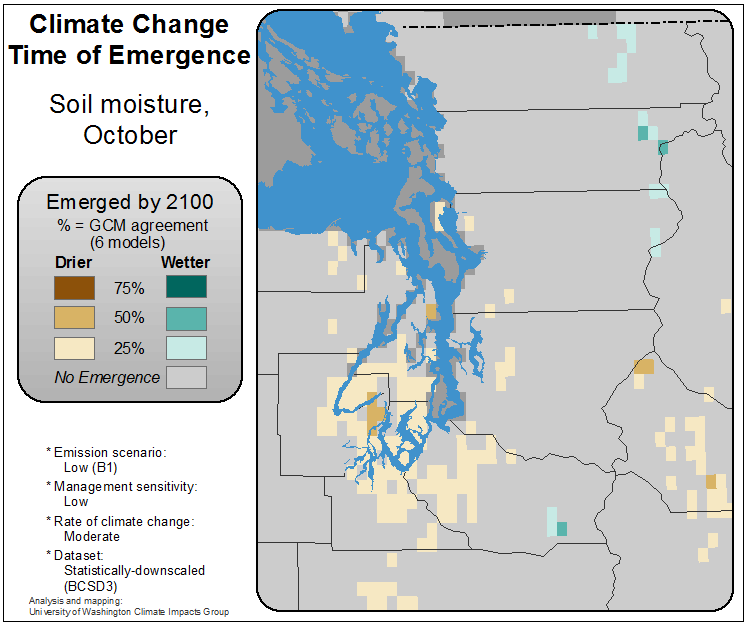 Climate Change
Time of Emergence
Soil moisture,
October
Emerged by 2100
% = GCM agreement
(6 models)
Drier Wetter
75%
50%
25%
No Emergence
* Emission scenario:
Low (B1)
* Management sensitivity:
Low
* Rate of climate change:
Moderate
* Dataset:
Statistically-downscaled
(BCSD3)
Analysis and mapping:
University of Washington Climate Impacts Group